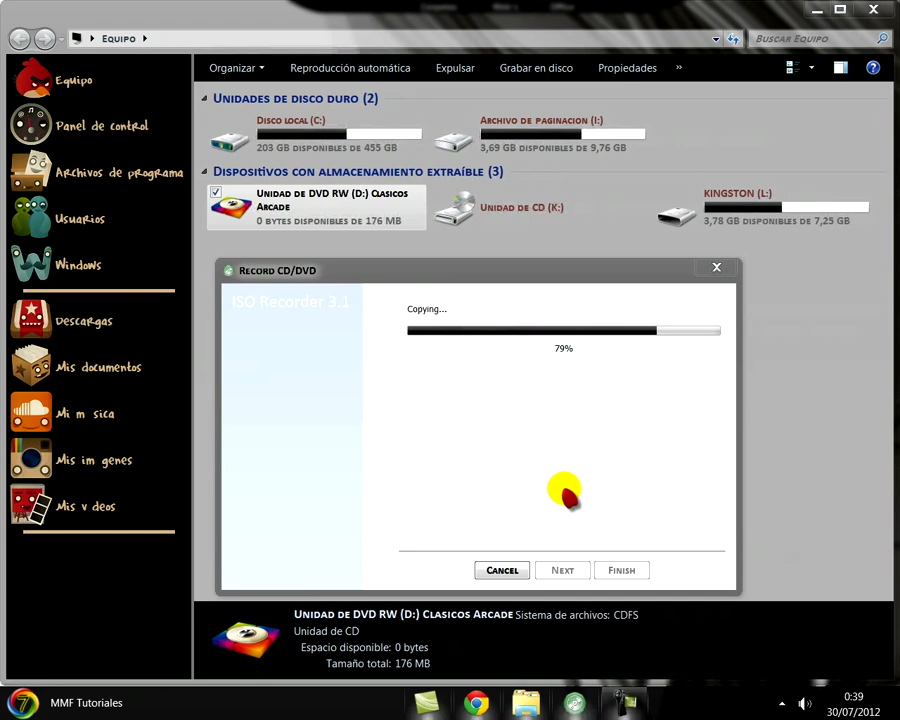 Equipo
Buscar Equipo
Equipo
Panel de control
Archivos de programa
Usuarios
Windows
Descargas
Mis documentos
Mi m sica
Mis im genes
Mis v deos
Organizar
Reproducción automática
Expulsar
Grabar en disco
Propiedades
»
Unidades de disco duro (2)
Disco local (C:)
203 GB disponibles de 455 GB
Archivo de paginacion (I:)
3,69 GB disponibles de 9,76 GB
Dispositivos con almacenamiento extraíble (3)
Unidad de DVD RW (D:) Clasicos
Arcade
0 bytes disponibles de 176 MB
Unidad de CD (K:)
KINGSTON (L:)
3,78 GB disponibles de 7,25 GB
Record CD/DVD
ISO Recorder 3.1
Copying...
79%
Cancel
Next
Finish
Unidad de DVD RW (D:) Clasicos Arcade Sistema de archivos: CDFS
Unidad de CD
Espacio disponible: 0 bytes
Tamaño total: 176 MB
7
MMF Tutoriales
0:39
30/07/2012